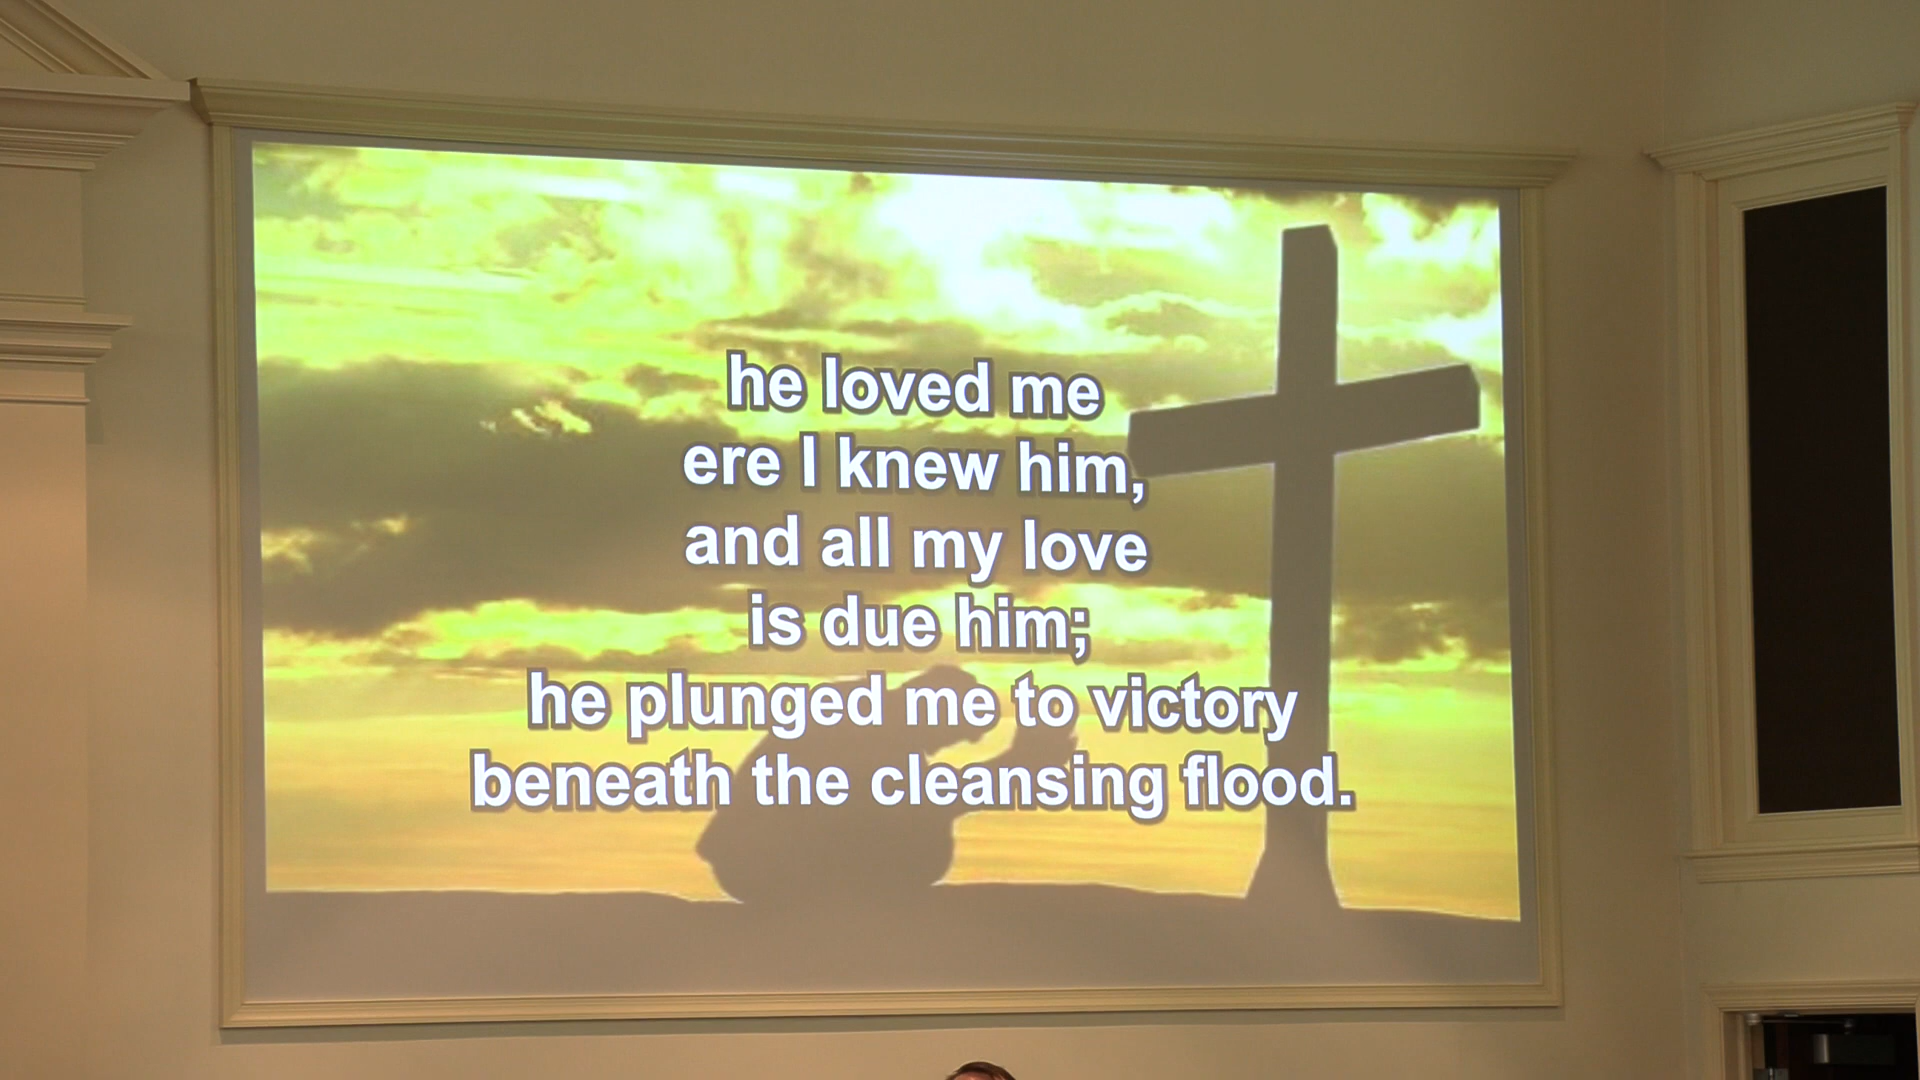 he loved me
ere I knew him,
and all my love
is due him;
he plunged me to victory
beneath the cleansing flood.